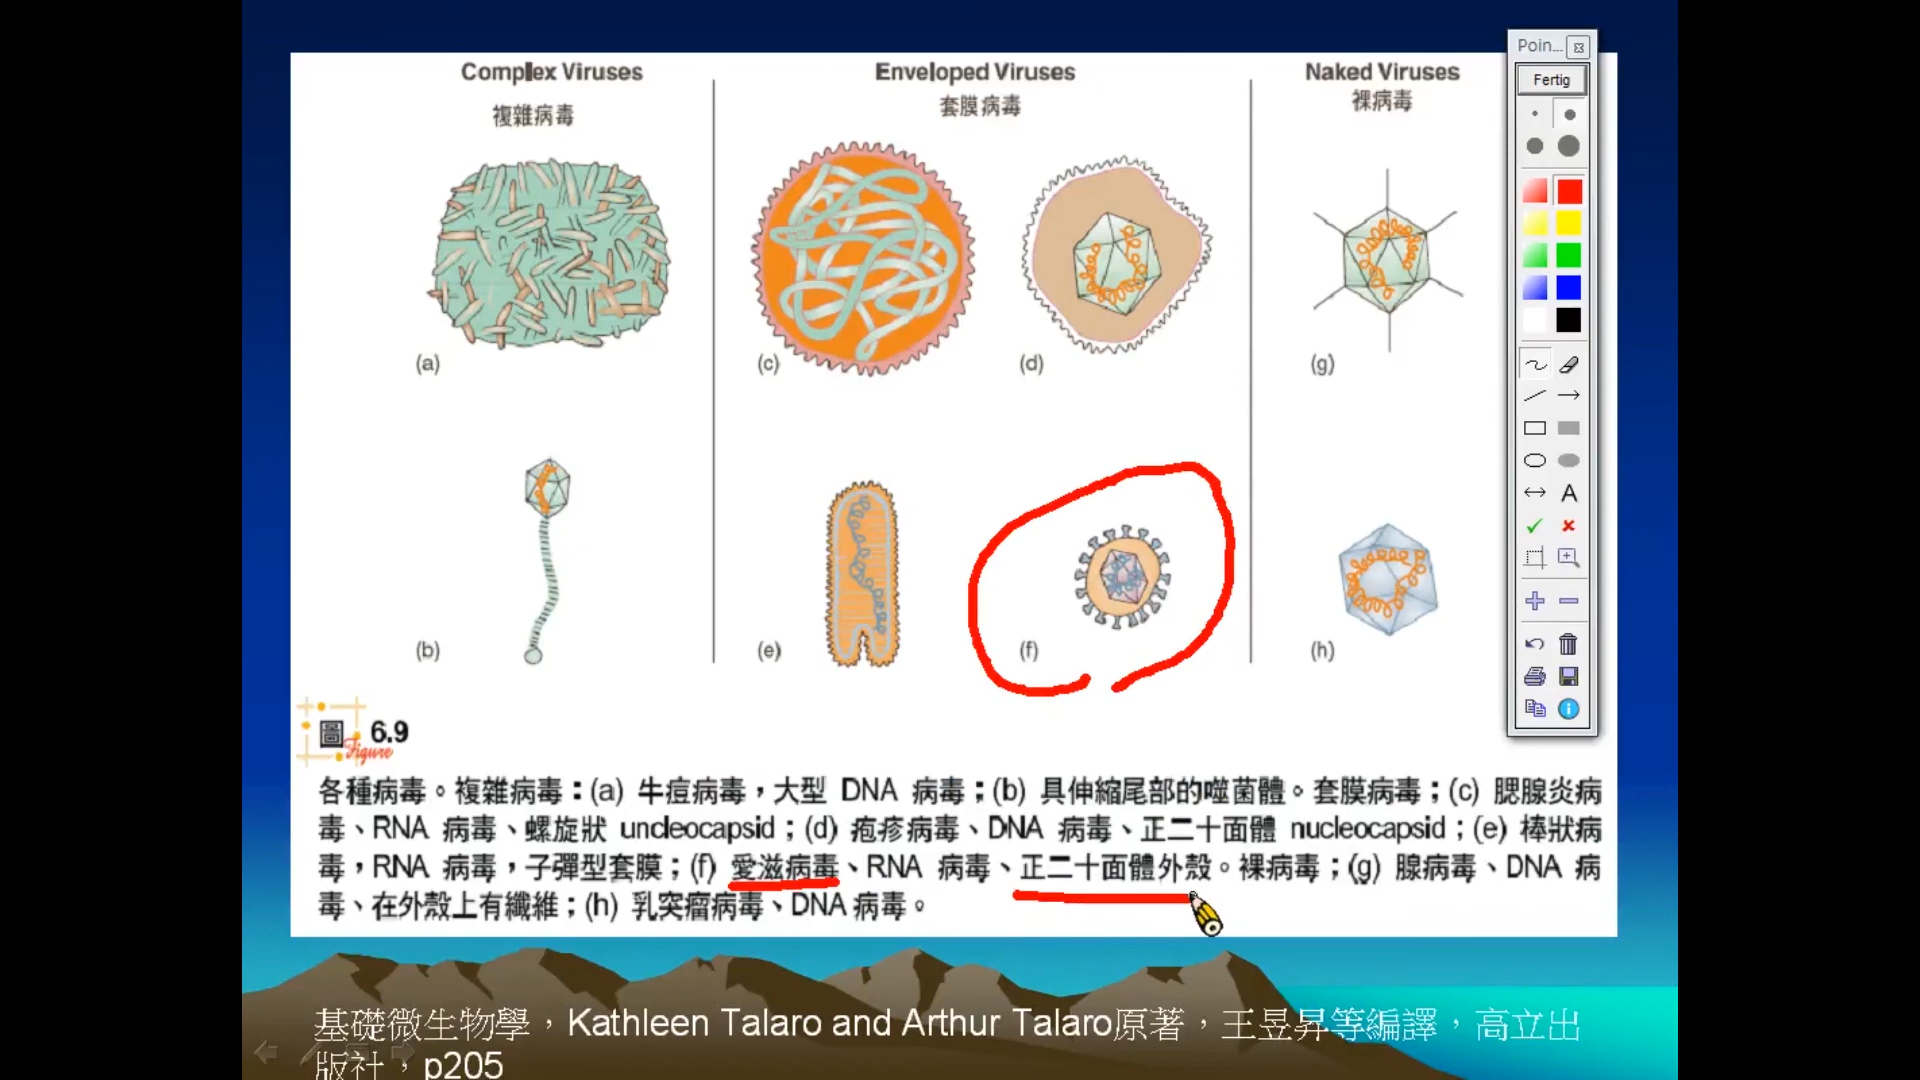 Complex Viruses
複雜病毒
Enveloped Viruses
套膜病毒
Naked Viruses
裸病毒
Poin...
Fertig
A
(a)
(c)
(d)
(g)
(b)
(e)
(f)
(h)
圖 6.9
Figure
各種病毒。複雜病毒：(a) 牛痘病毒，大型 DNA 病毒；(b) 具伸縮尾部的噬菌體。套膜病毒；(c) 腮腺炎病
毒、RNA 病毒、螺旋狀 uncleocapsid；(d) 疱疹病毒、DNA 病毒、正二十面體 nucleocapsid；(e) 棒狀病
毒，RNA 病毒，子彈型套膜；(f) 愛滋病毒、RNA 病毒、正二十面體外殼。裸病毒；(g) 腺病毒、DNA 病
毒、在外殼上有纖維；(h) 乳突瘤病毒、DNA 病毒。
基礎微生物學，Kathleen Talaro and Arthur Talaro原著，王昱昇等編譯，高立出
版社，p205